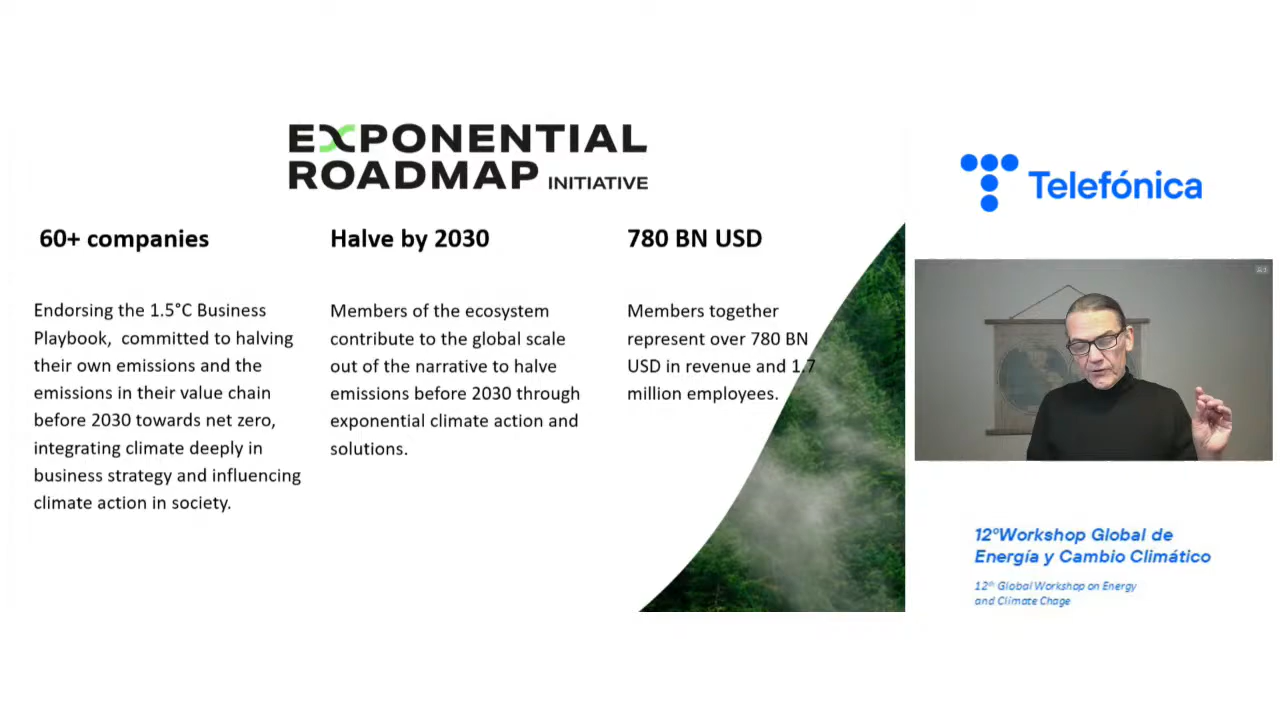 EXPONENTIAL
ROADMAP INITIATIVE
60+ companies
Endorsing the 1.5°C Business
Playbook, committed to halving
their own emissions and the
emissions in their value chain
before 2030 towards net zero,
integrating climate deeply in
business strategy and influencing
climate action in society.
Halve by 2030
Members of the ecosystem
contribute to the global scale
out of the narrative to halve
emissions before 2030 through
exponential climate action and
solutions.
780 BN USD
Members together
represent over 780 BN
USD in revenue and 1.7
million employees.
Telefónica
12ºWorkshop Global de
Energía y Cambio Climático
12th Global Workshop on Energy
and Climate Chage